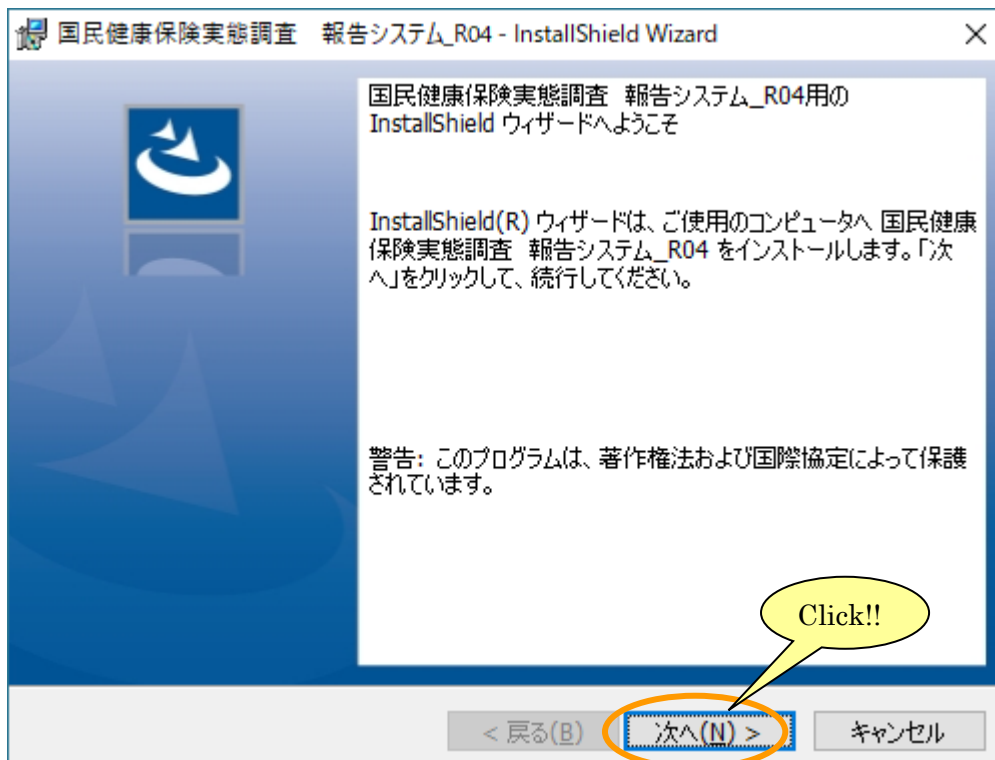 国民健康保険実態調査　報告システム_R04 - InstallShield Wizard
国民健康保険実態調査　報告システム_R04用の
InstallShield ウィザードへようこそ
InstallShield(R) ウィザードは、ご使用のコンピュータへ 国民健康
保険実態調査　報告システム_R04 をインストールします。「次
へ」をクリックして、続行してください。
警告: このプログラムは、著作権法および国際協定によって保護
されています。
Click!!
< 戻る(B)
次へ(N) >
キャンセル